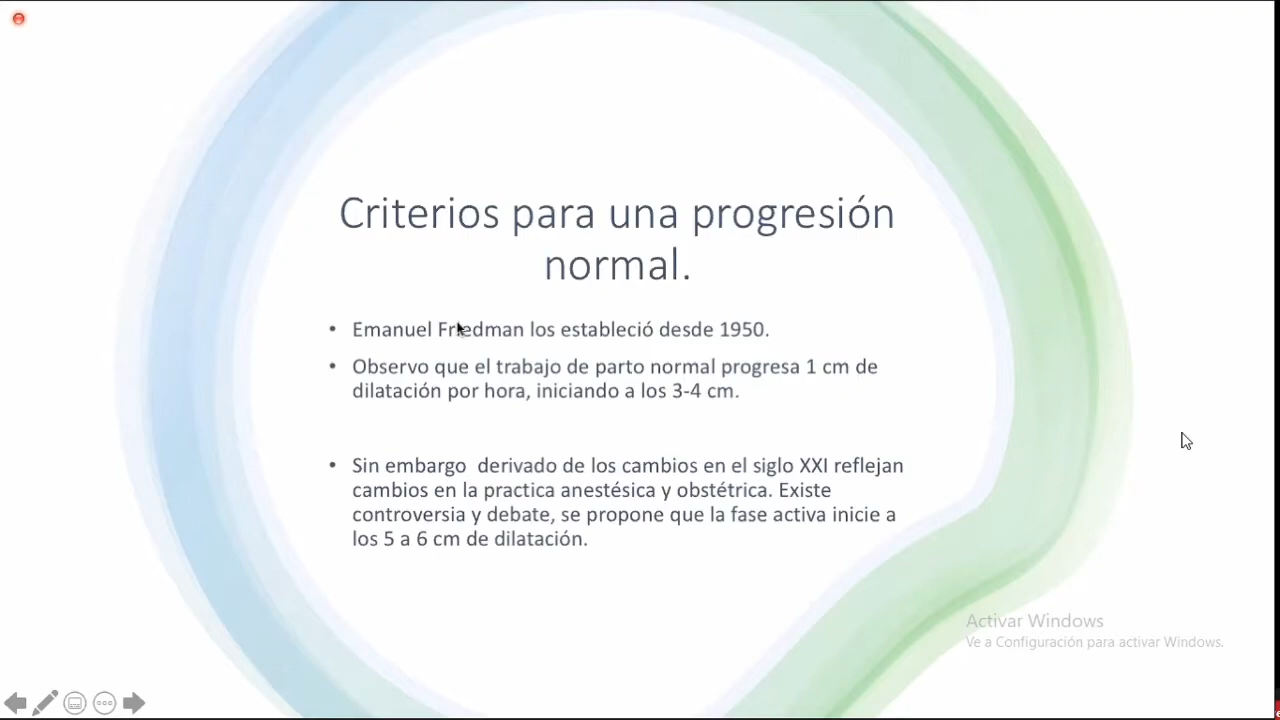 Criterios para una progresión
normal.
• Emanuel Friedman los estableció desde 1950.
• Observo que el trabajo de parto normal progresa 1 cm de
dilatación por hora, iniciando a los 3-4 cm.
• Sin embargo  derivado de los cambios en el siglo XXI reflejan
cambios en la practica anestésica y obstétrica. Existe
controversia y debate, se propone que la fase activa inicie a
los 5 a 6 cm de dilatación.
Activar Windows
Ve a Configuración para activar Windows.